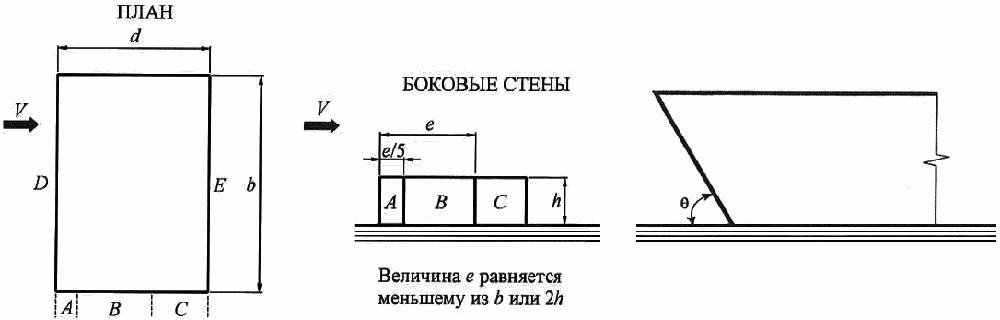 ПЛАН
d
V
D
E
b
A B C
БОКОВЫЕ СТЕНЫ
V
e
e/5
A B C
h
Величина e равняется
меньшему из b или 2h
θ